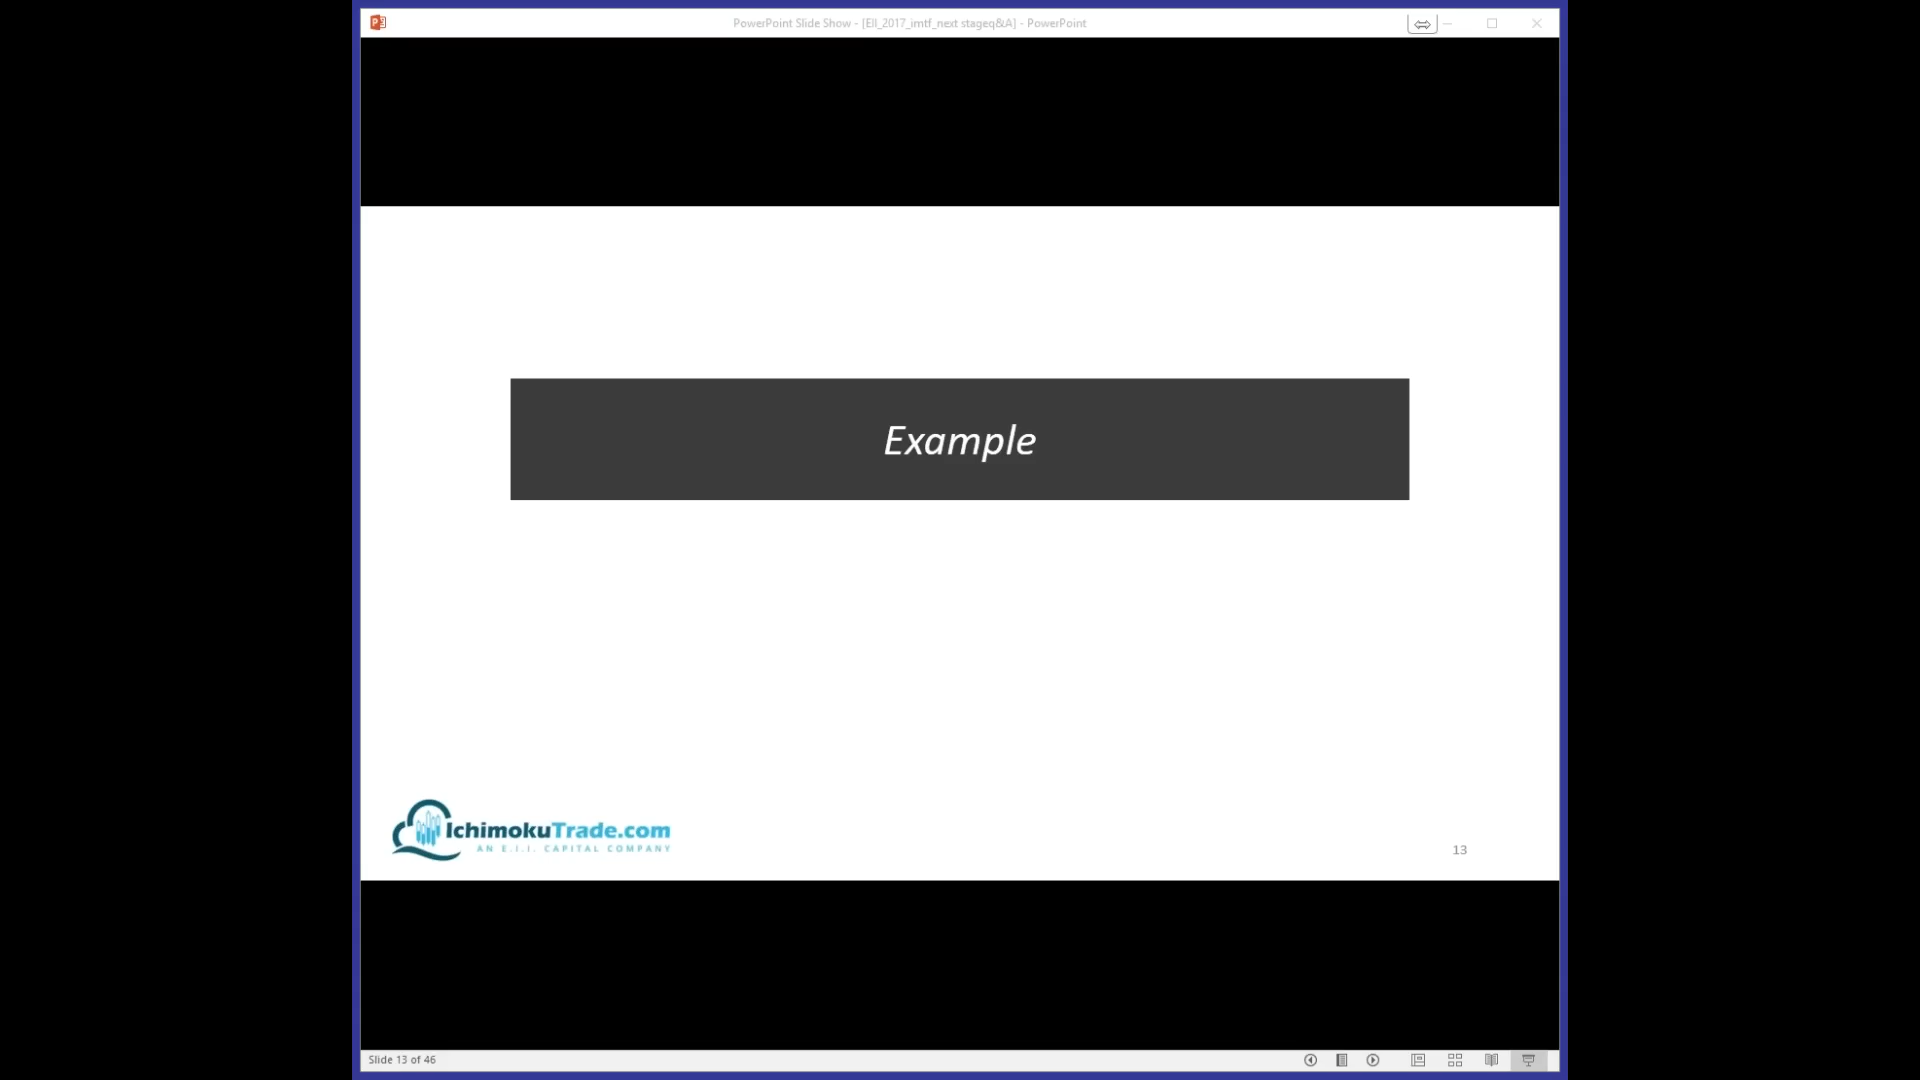 PowerPoint Slide Show - [EII_2017_imtf_next stageq&A] - PowerPoint
Example
IchimokuTrade.com
AN E.I.I. CAPITAL COMPANY
13
Slide 13 of 46